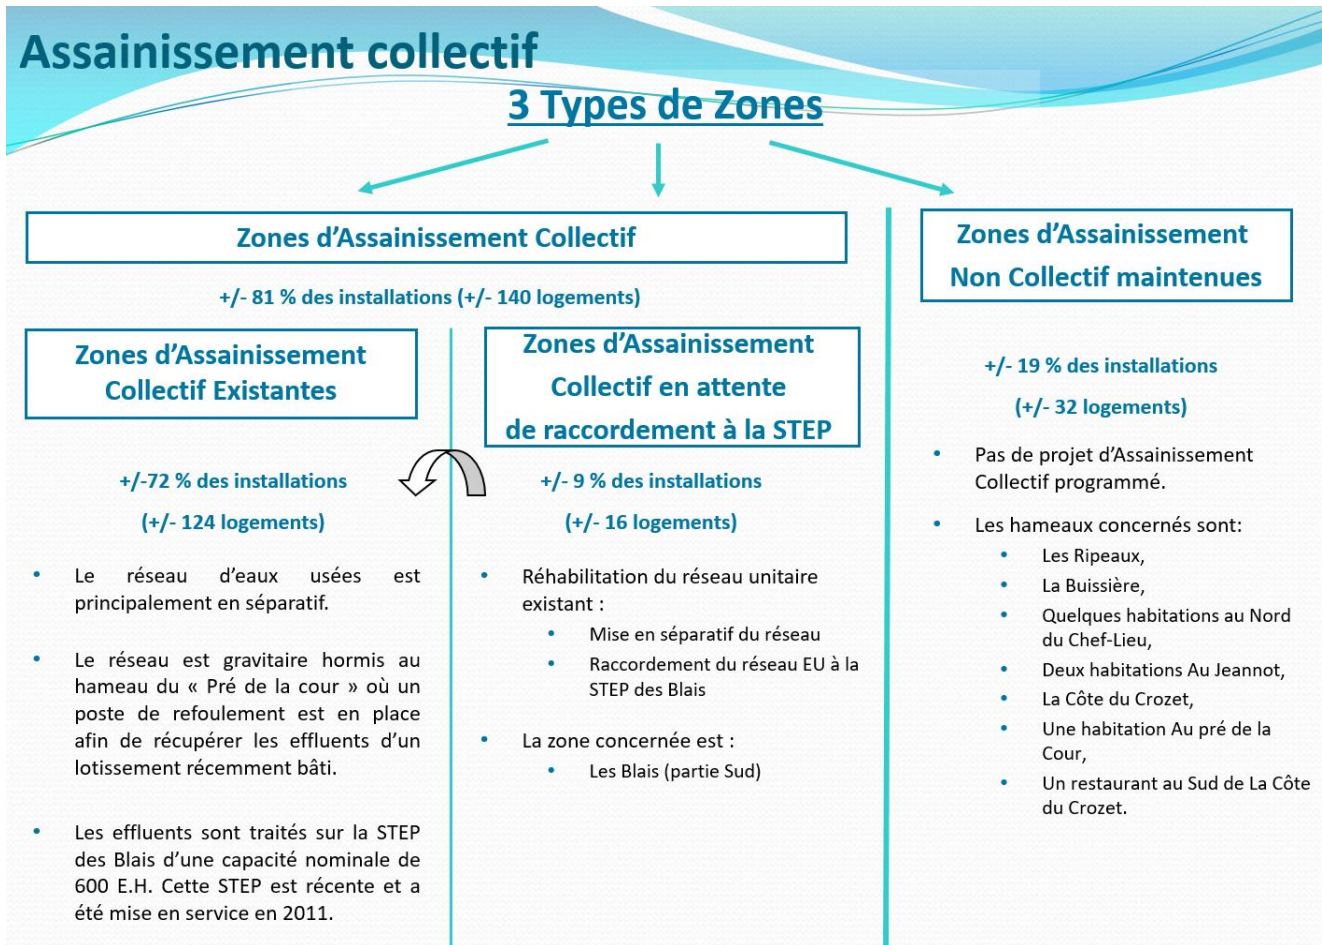 Assainissement collectif
3 Types de Zones
Zones d’Assainissement Collectif
+/- 81 % des installations (+/- 140 logements)
Zones d’Assainissement
Collectif Existantes
+/-72 % des installations
(+/- 124 logements)
• Le réseau d’eaux usées est
principalement en séparatif.
• Le réseau est gravitaire hormis au
hameau du « Pré de la cour » où un
poste de refoulement est en place
afin de récupérer les effluents d’un
lotissement récemment bâti.
• Les effluents sont traités sur la STEP
des Blais d’une capacité nominale de
600 E.H. Cette STEP est récente et a
été mise en service en 2011.
Zones d’Assainissement
Collectif en attente
de raccordement à la STEP
+/- 9 % des installations
(+/- 16 logements)
• Réhabilitation du réseau unitaire
existant :
• Mise en séparatif du réseau
• Raccordement du réseau EU à la
STEP des Blais
• La zone concernée est :
• Les Blais (partie Sud)
Zones d’Assainissement
Non Collectif maintenues
+/- 19 % des installations
(+/- 32 logements)
• Pas de projet d’Assainissement
Collectif programmé.
• Les hameaux concernés sont:
• Les Ripeaux,
• La Buissière,
• Quelques habitations au Nord
du Chef-Lieu,
• Deux habitations Au Jeannot,
• La Côte du Crozet,
• Une habitation Au pré de la
Cour,
• Un restaurant au Sud de La Côte
du Crozet.